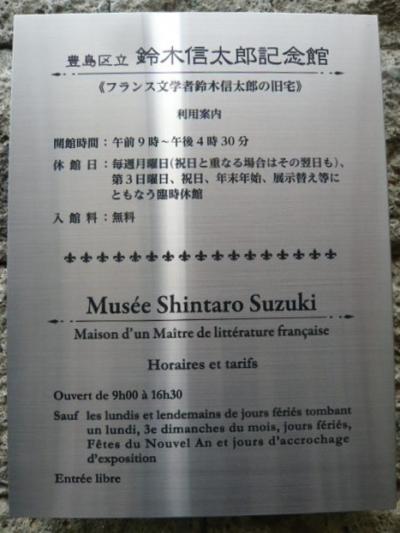 豊島区立 鈴木信太郎記念館
《フランス文学者鈴木信太郎の旧宅》
利用案内
開館時間：午前9時～午後4時30分
休館日：毎週月曜日（祝日と重なる場合はその翌日も）、
第3日曜日、祝日、年末年始、展示替え等に
ともなう臨時休館
入館料：無料
Musée Shintaro Suzuki
Maison d'un Maître de littérature française
Horaires et tarifs
Ouvert de 9h00 à 16h30
Sauf les lundis et lendemains de jours fériés tombant
un lundi, 3e dimanches du mois, jours fériés,
Fêtes du Nouvel An et jours d'accrochage
d'exposition
Entrée libre